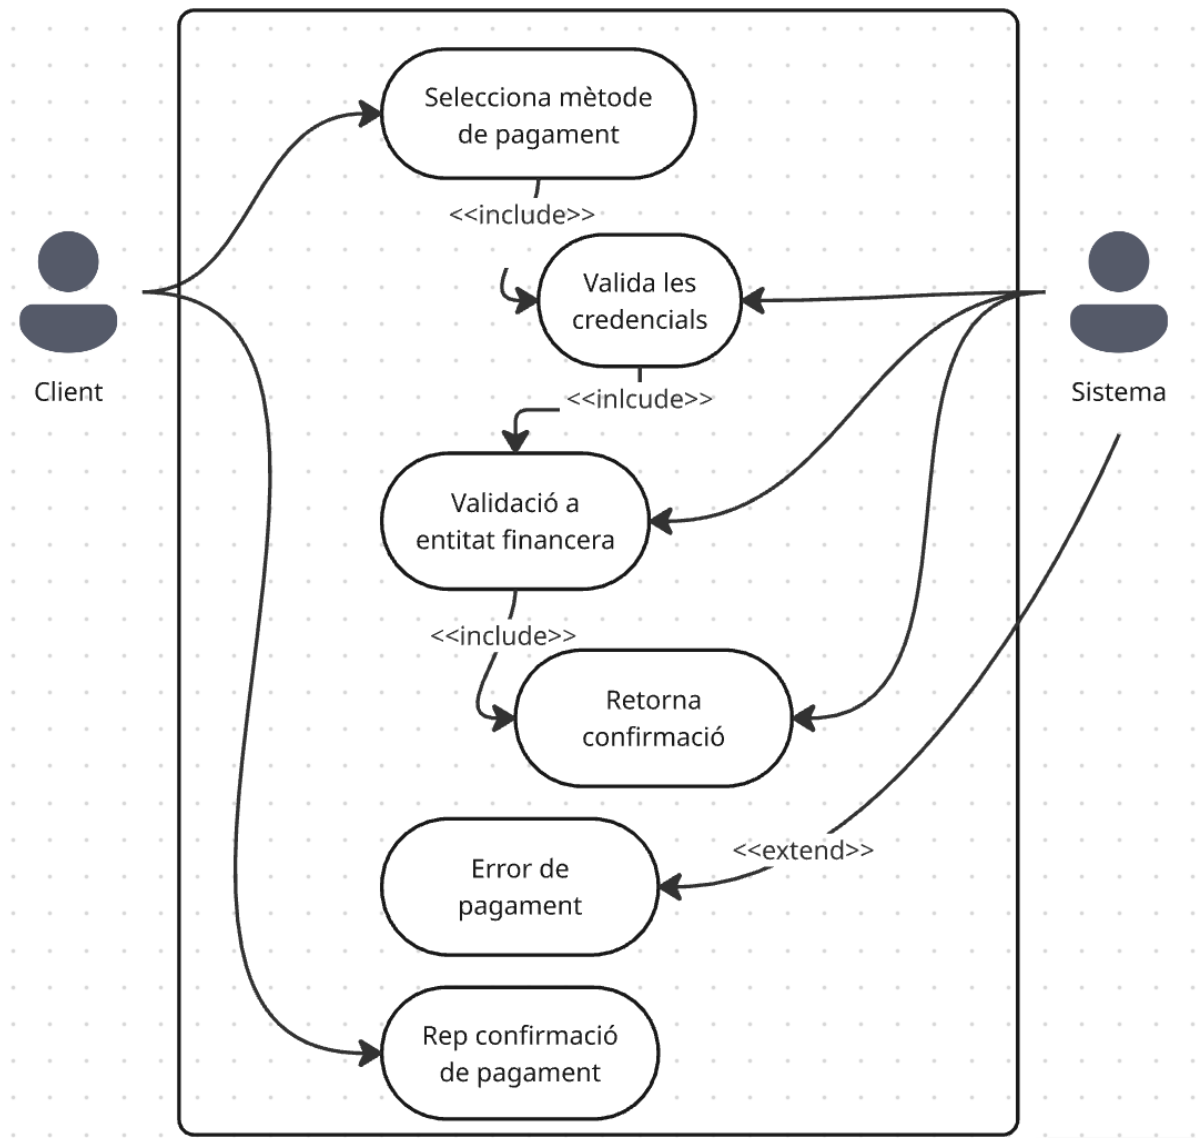 Selecciona mètode
de pagament
<<include>>
Valida les
credencials
Client
Sistema
<<inlcude>>
Validació a
entitat financera
<<include>>
Retorna
confirmació
<<extend>>
Error de
pagament
Rep confirmació
de pagament